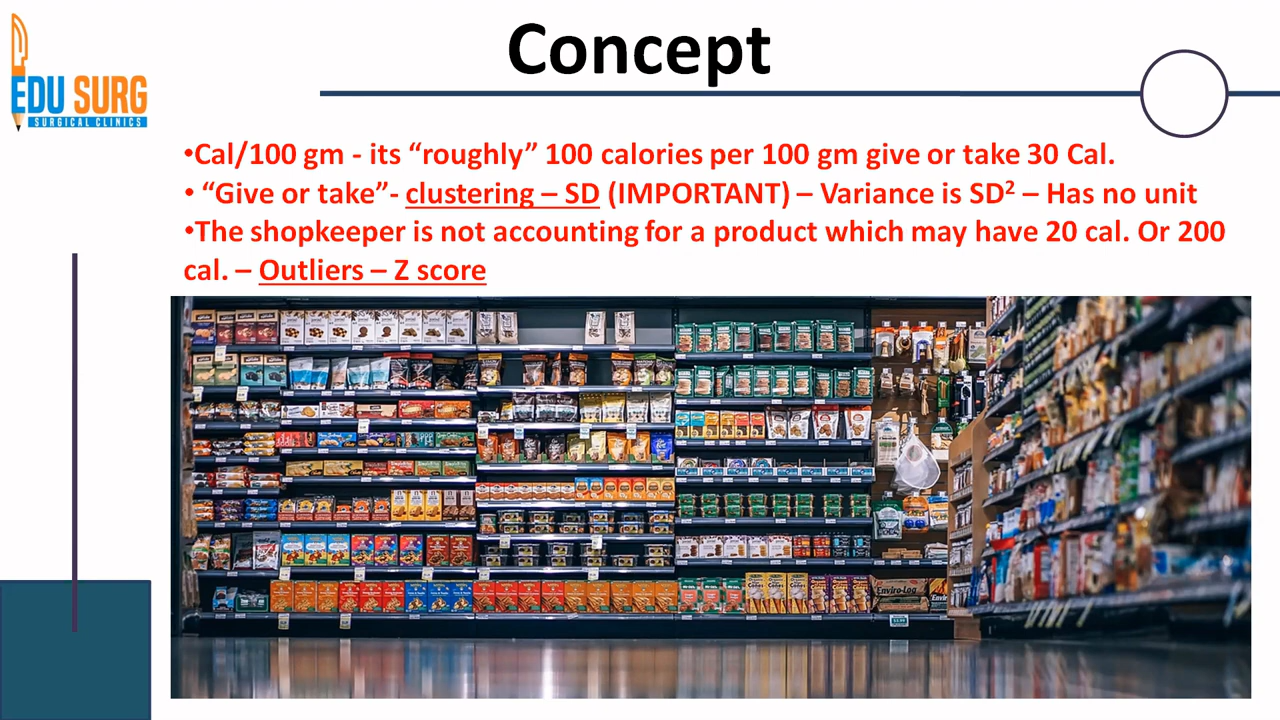 Concept
EDU SURG
SURGICAL CLINICS
•Cal/100 gm - its “roughly” 100 calories per 100 gm give or take 30 Cal.
• “Give or take”- clustering – SD (IMPORTANT) – Variance is SD² – Has no unit
•The shopkeeper is not accounting for a product which may have 20 cal. Or 200
cal. – Outliers – Z score
Enviro-Log